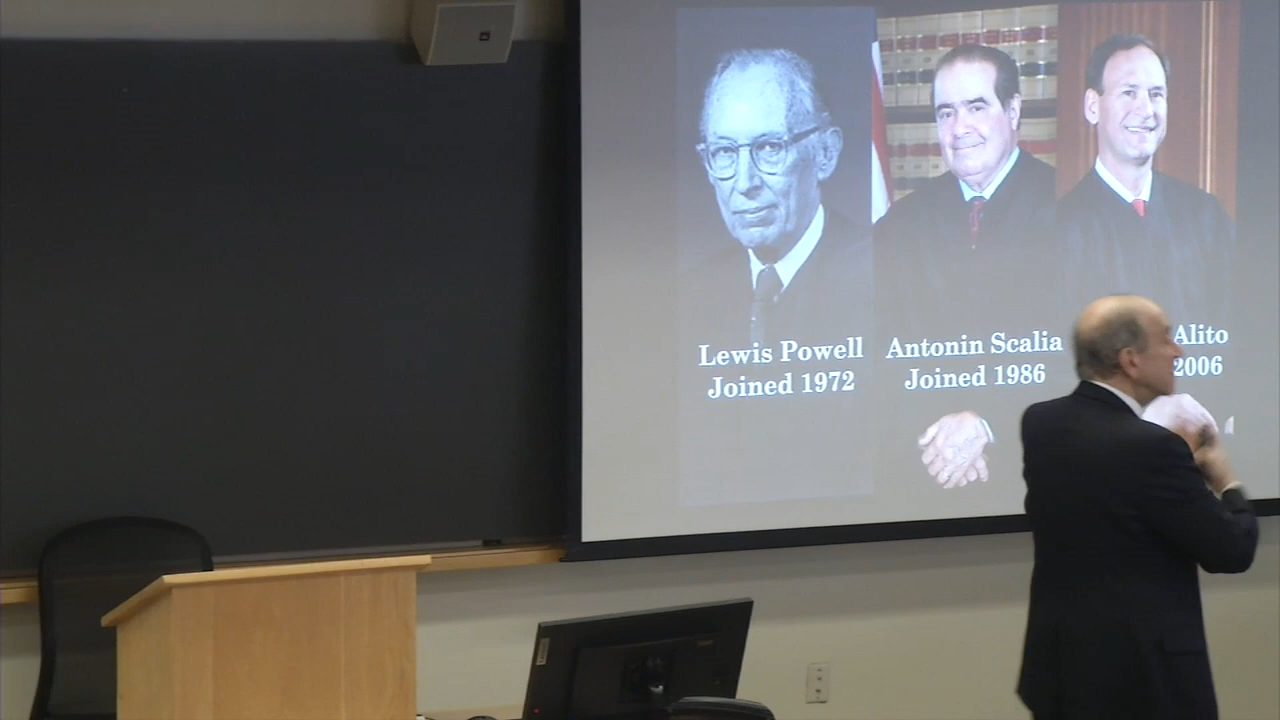 Lewis Powell
Joined 1972
Antonin Scalia
Joined 1986
Alito
2006